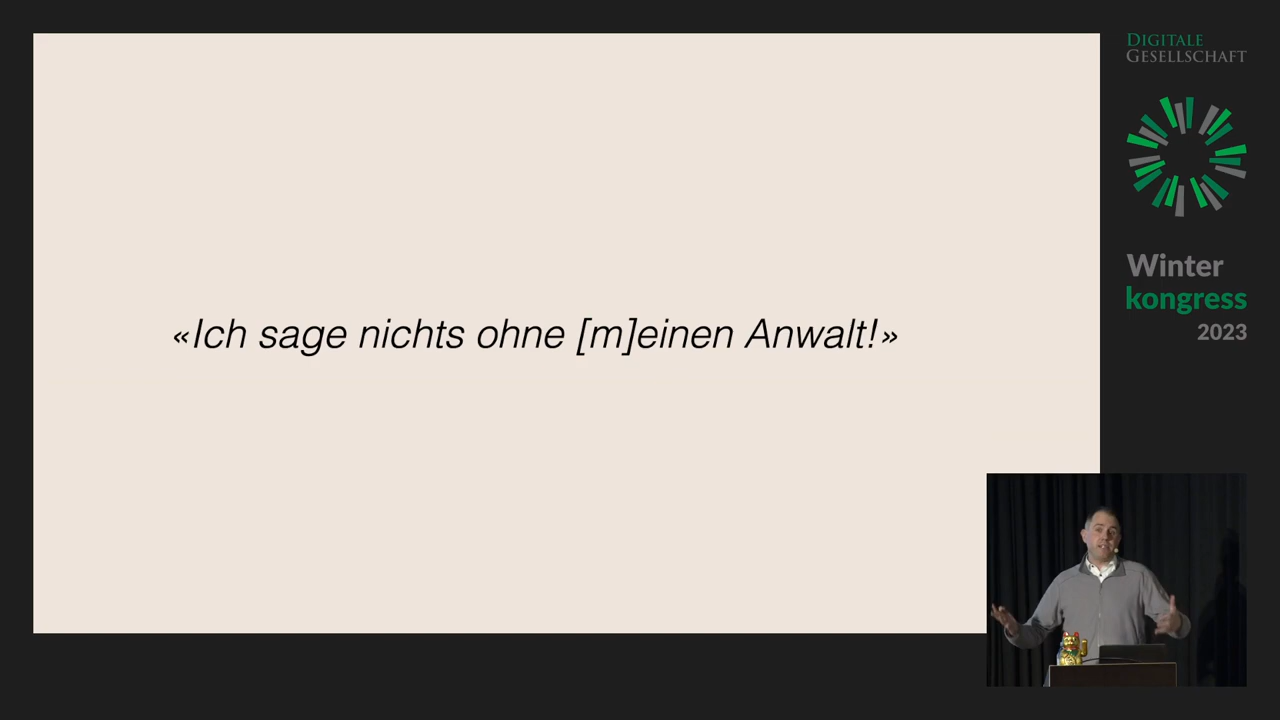 «Ich sage nichts ohne [m]einen Anwalt!»
DIGITALE
GESELLSCHAFT
Winter
kongress
2023